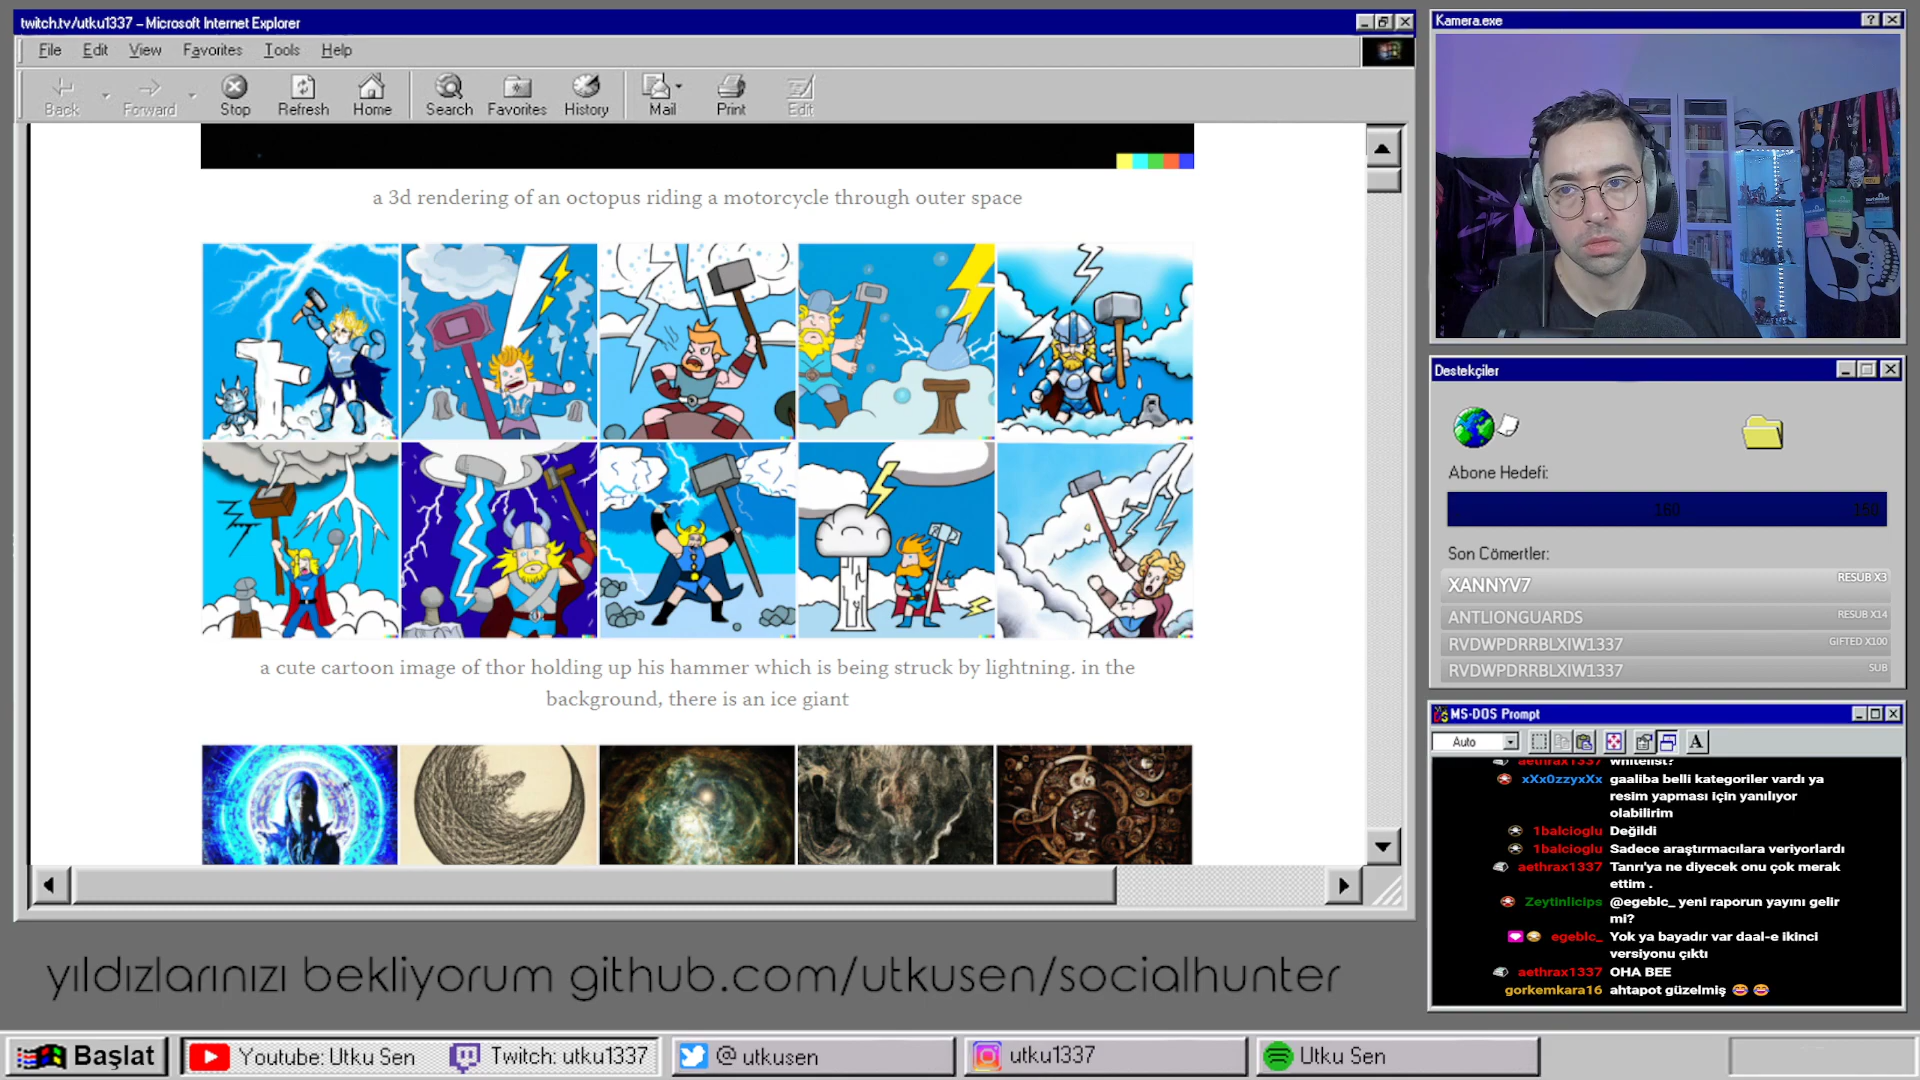 twitch.tv/utku1337 – Microsoft Internet Explorer
File Edit View Favorites Tools Help
Back Forward Stop Refresh Home Search Favorites History Mail Print Edit
a 3d rendering of an octopus riding a motorcycle through outer space
a cute cartoon image of thor holding up his hammer which is being struck by lightning. in the
background, there is an ice giant
yıldızlarınızı bekliyorum github.com/utkusen/socialhunter
Kamera.exe
Destekçiler
Abone Hedefi:
160 150
Son Cömertler:
XANNYV7 RESUB X3
ANTLIONGUARDS RESUB X14
RVDWPDRRBLXIW1337 GIFTED X100
RVDWPDRRBLXIW1337 SUB
MS-DOS Prompt
Auto
A
aethrax1337 whitelist?
xXx0zzyxXx gaaliba belli kategoriler vardı ya
resim yapması için yanılıyor
olabilirim
1balcioglu Değildi
1balcioglu Sadece araştırmacılara veriyorlardı
aethrax1337 Tanrı'ya ne diyecek onu çok merak
ettim .
Zeytinlicips @egeblc_ yeni raporun yayını gelir
mi?
egeblc_ Yok ya bayadır var daal-e ikinci
versiyonu çıktı
aethrax1337 OHA BEE
gorkemkara16 ahtapot güzelmiş 😂 😂
Başlat
Youtube: Utku Sen
Twitch: utku1337
@utkusen
utku1337
Utku Sen